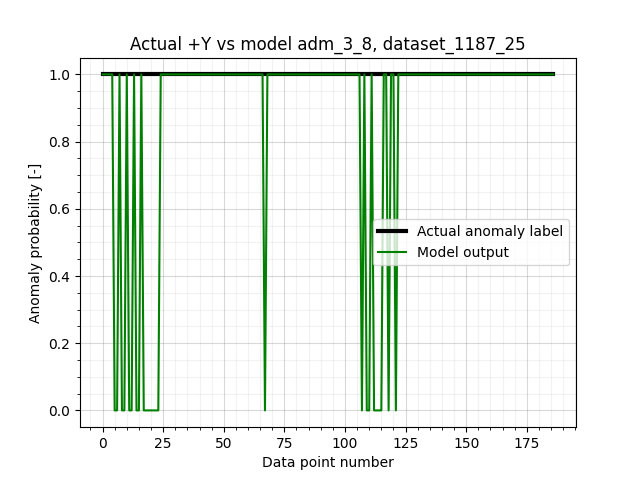 Actual +Y vs model adm_3_8, dataset_1187_25
Anomaly probability [-]
1.0
0.8
0.6
0.4
0.2
0.0
Actual anomaly label
Model output
0 25 50 75 100 125 150 175
Data point number